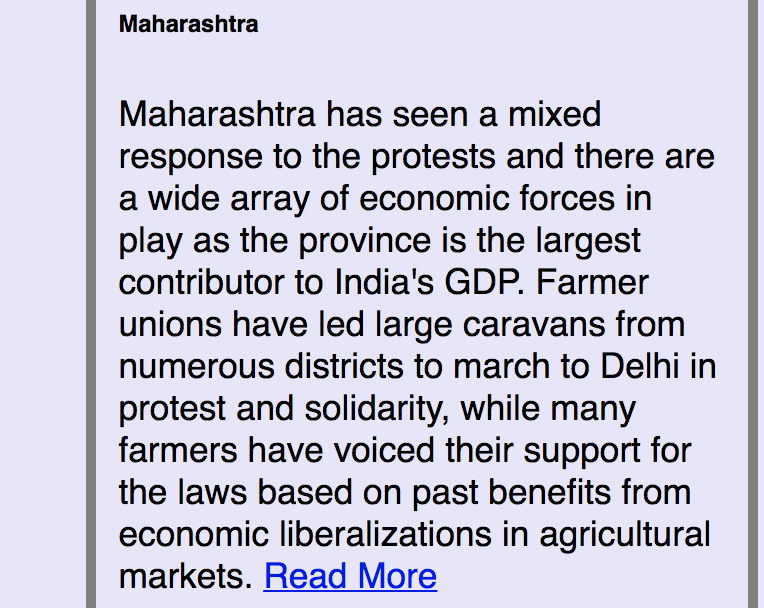 Maharashtra
Maharashtra has seen a mixed
response to the protests and there are
a wide array of economic forces in
play as the province is the largest
contributor to India's GDP. Farmer
unions have led large caravans from
numerous districts to march to Delhi in
protest and solidarity, while many
farmers have voiced their support for
the laws based on past benefits from
economic liberalizations in agricultural
markets. Read More